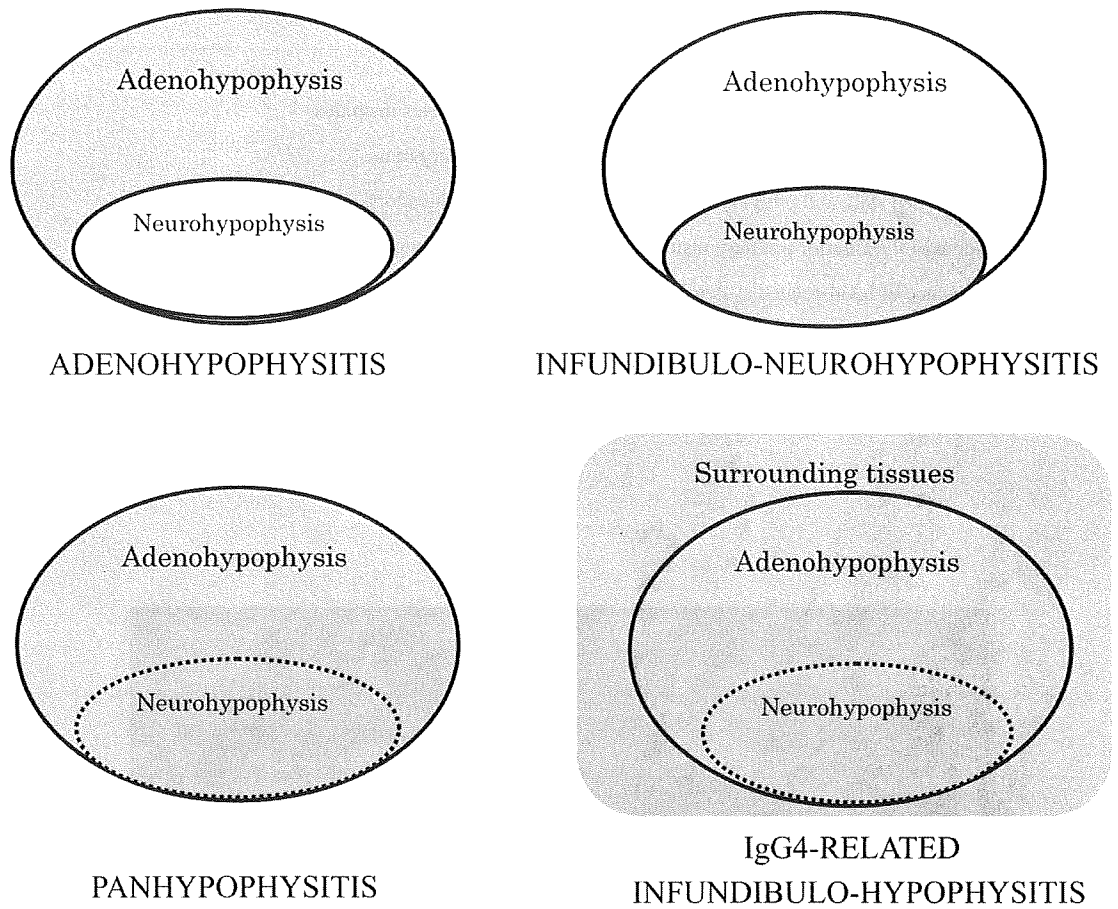 Adenohypophysis
Neurohypophysis
ADENOHYPOPHYSITIS
Adenohypophysis
Neurohypophysis
INFUNDIBULO-NEUROHYPOPHYSITIS
Adenohypophysis
Neurohypophysis
PANHYPOPHYSITIS
Surrounding tissues
Adenohypophysis
Neurohypophysis
IgG4-RELATED
INFUNDIBULO-HYPOPHYSITIS